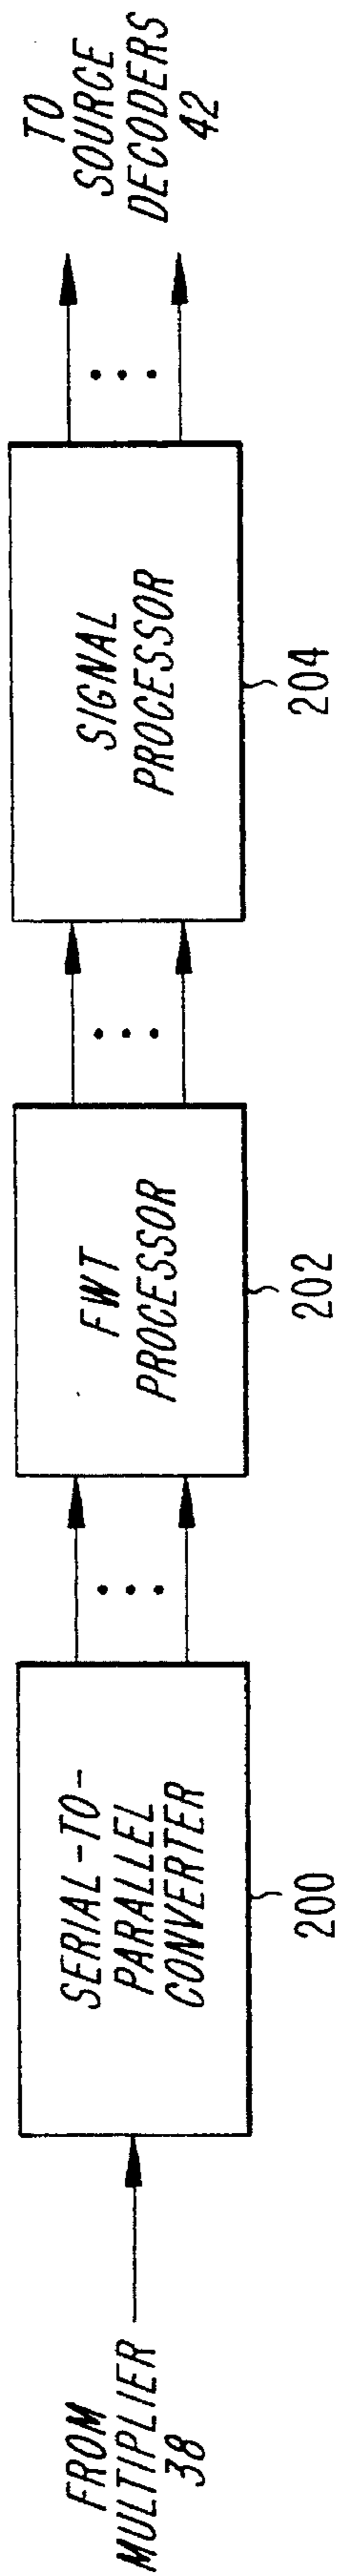 FROM
MULTIPLIER
38
SERIAL-TO-
PARALLEL
CONVERTER
200
FWT
PROCESSOR
202
SIGNAL
PROCESSOR
204
TO
SOURCE
DECODERS
42